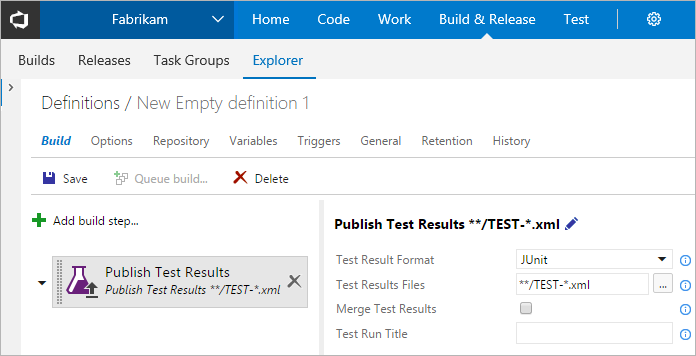 Fabrikam Home Code Work Build & Release Test
Builds Releases Task Groups Explorer
Definitions / New Empty definition 1
Build Options Repository Variables Triggers General Retention History
Save Queue build... Delete
Add build step...
Publish Test Results
Publish Test Results **/TEST-*.xml
Publish Test Results **/TEST-*.xml
Test Result Format JUnit
Test Results Files **/TEST-*.xml ...
Merge Test Results
Test Run Title